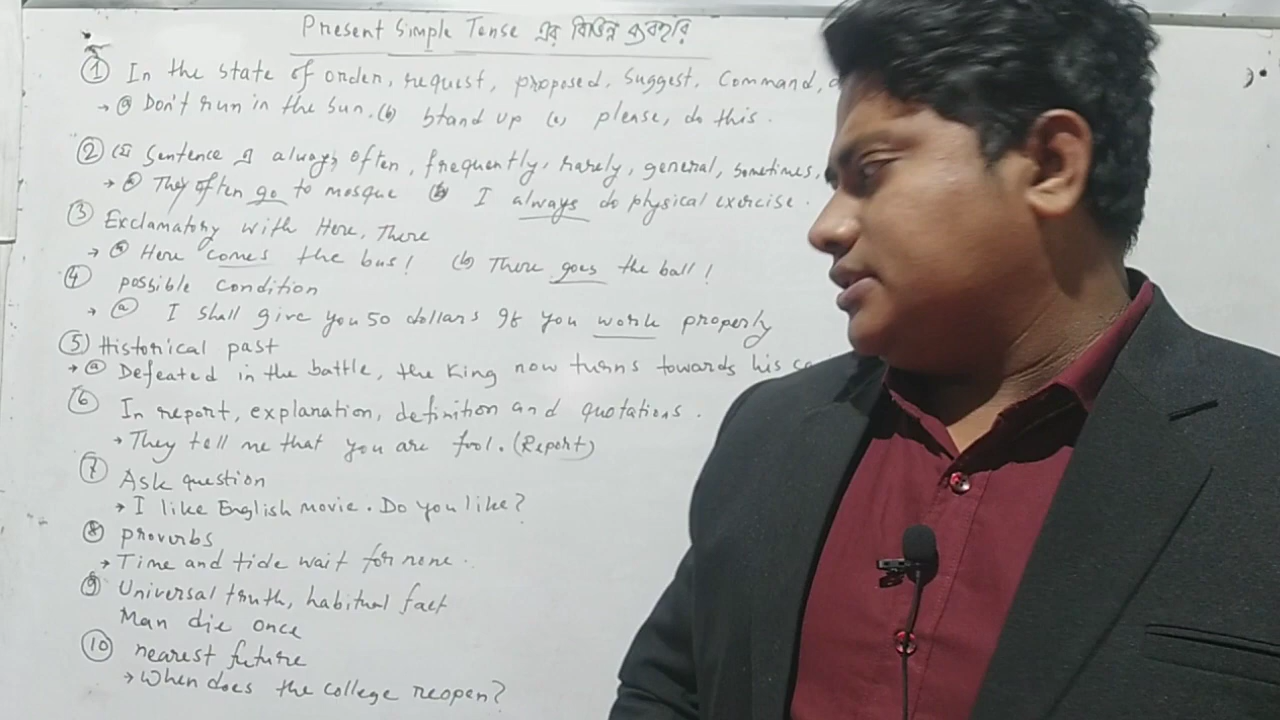 Present Simple Tense এর বিভিন্ন ব্যবহার
① In the state of order, request, proposed, suggest, command,
→ ⓐ Don't run in the sun. (b) stand up (c) please, do this.
② যে sentence এ always, often, frequently, rarely, general, sometimes,
→ ⓐ They often go to mosque ⓑ I always do physical exercise.
③ Exclamatory with Here, There
→ ⓐ Here comes the bus! (b) There goes the ball!
④ possible condition
→ ⓐ I shall give you 50 dollars If you work properly
⑤ Historical past
→ ⓐ Defeated in the battle, the King now turns towards his
⑥ In report, explanation, definition and quotations.
→ They tell me that you are fool. (Report)
⑦ Ask question
→ I like English movie. Do you like?
⑧ proverbs
→ Time and tide wait for none..
⑨ Universal truth, habitual fact
Man die once
⑩ nearest future
→ When does the college reopen?